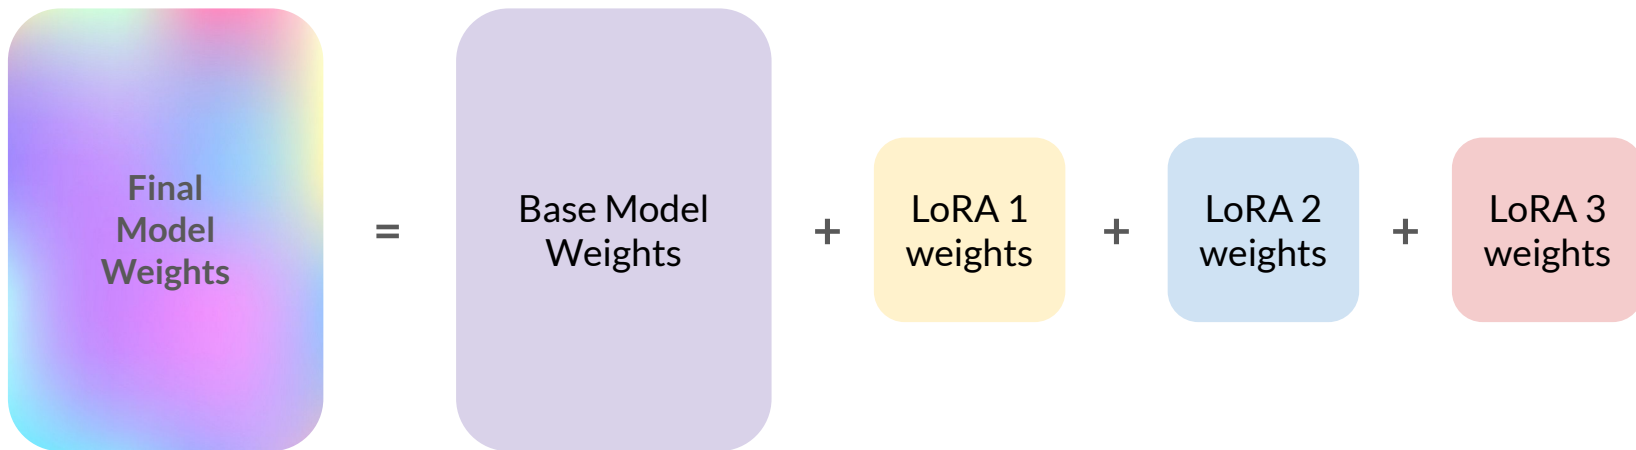 Final
Model
Weights
=
Base Model
Weights
+
LoRA 1
weights
+
LoRA 2
weights
+
LoRA 3
weights